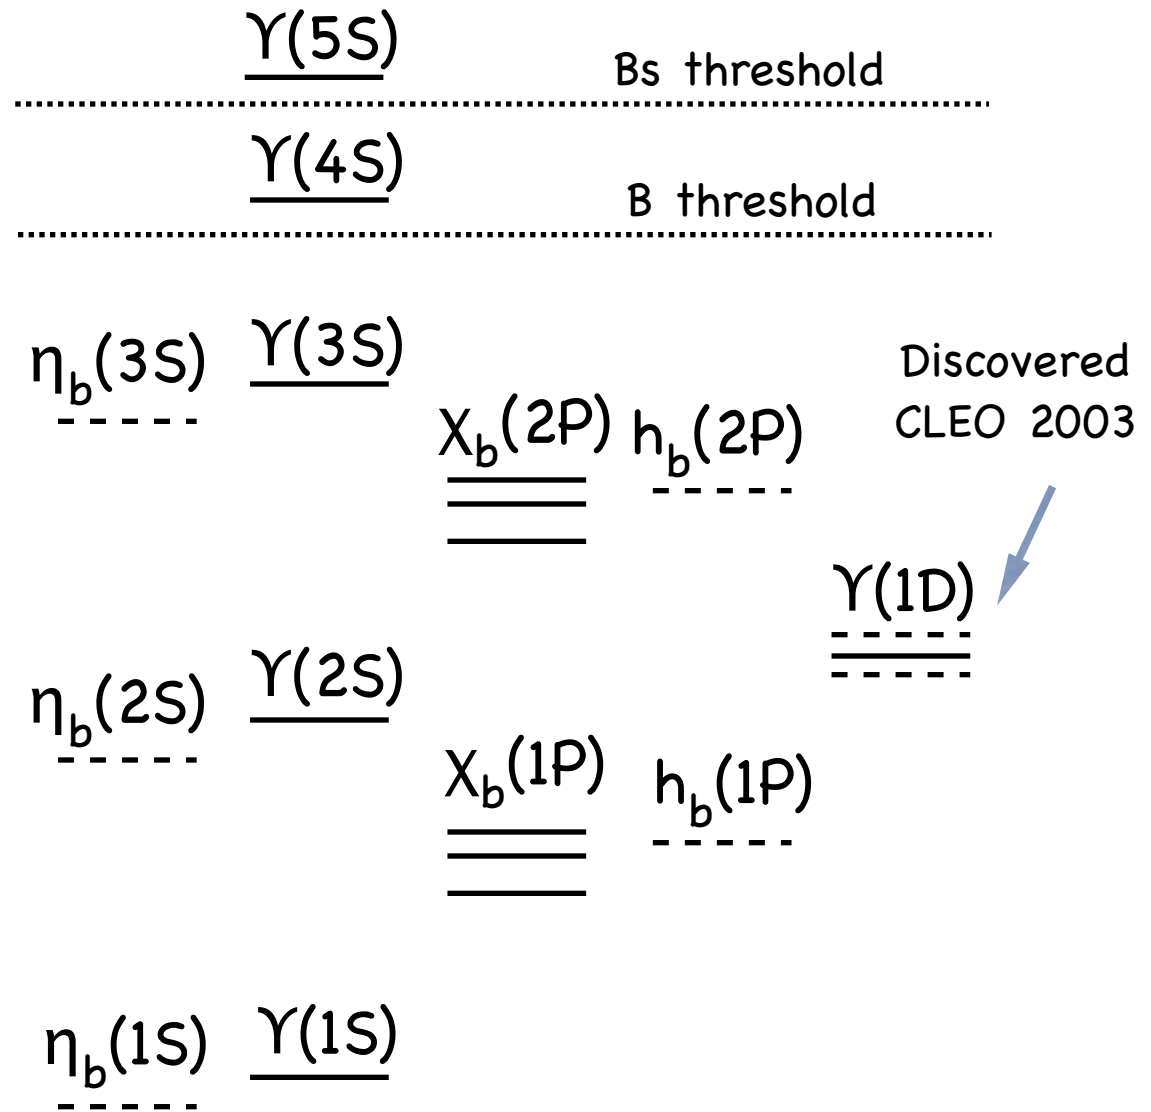 ϒ(5S)
Bs threshold
ϒ(4S)
B threshold
ηb(3S)
ϒ(3S)
Discovered
CLEO 2003
χb(2P)
hb(2P)
ϒ(1D)
ηb(2S)
ϒ(2S)
χb(1P)
hb(1P)
ηb(1S)
ϒ(1S)